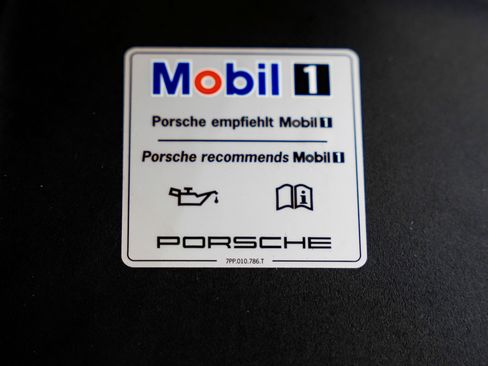 Mobil 1
Porsche empfiehlt Mobil 1
Porsche recommends Mobil 1
PORSCHE
7PP.010.786.T